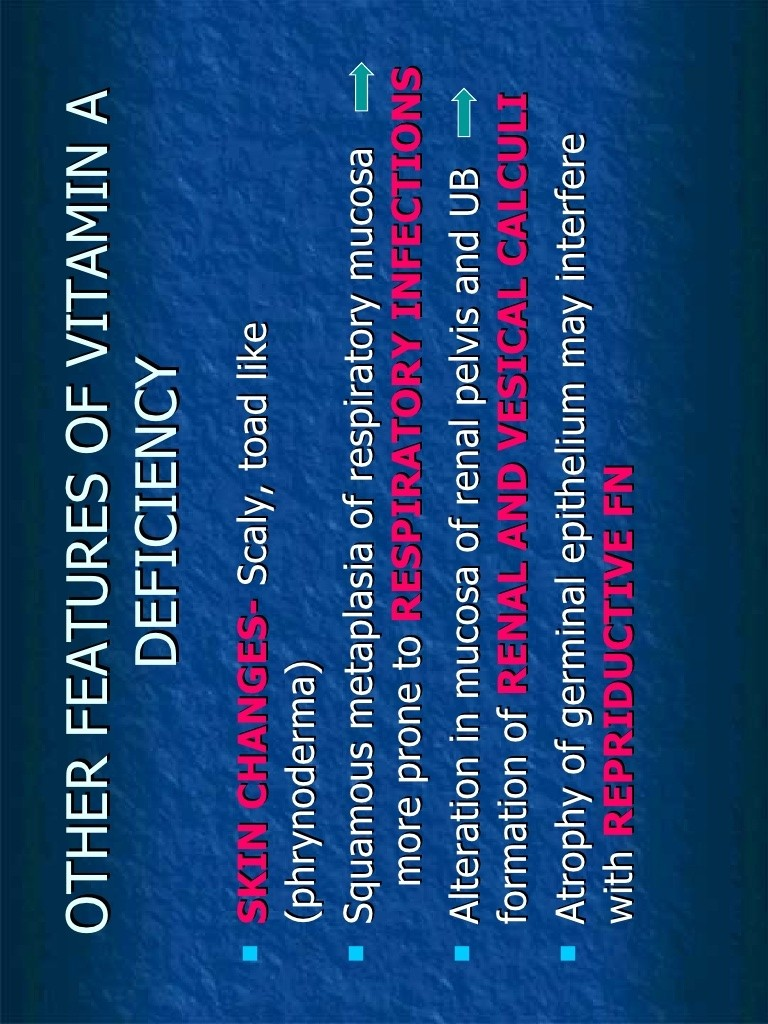 OTHER FEATURES OF VITAMIN A
DEFICIENCY
SKIN CHANGES- Scaly, toad like
(phrynoderma)
Squamous metaplasia of respiratory mucosa
more prone to RESPIRATORY INFECTIONS
Alteration in mucosa of renal pelvis and UB
formation of RENAL AND VESICAL CALCULI
Atrophy of germinal epithelium may interfere
with REPRIDUCTIVE FN